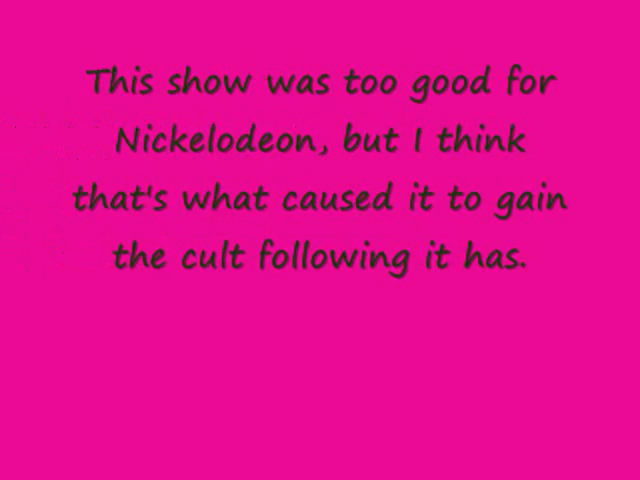 This show was too good for
Nickelodeon, but I think
that's what caused it to gain
the cult following it has.